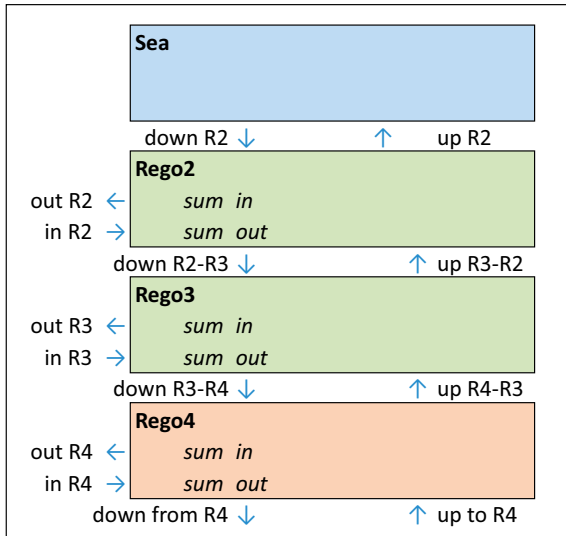 Sea
down R2 ↓ ↑ up R2
Rego2
out R2 ← sum in
in R2 → sum out
down R2-R3 ↓ ↑ up R3-R2
Rego3
out R3 ← sum in
in R3 → sum out
down R3-R4 ↓ ↑ up R4-R3
Rego4
out R4 ← sum in
in R4 → sum out
down from R4 ↓ ↑ up to R4